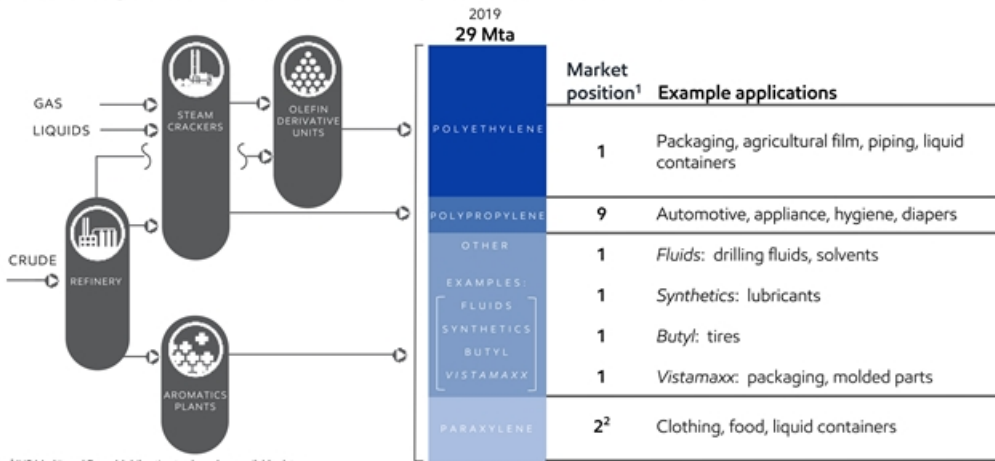 2019
29 Mta
Market
position¹ Example applications
GAS
LIQUIDS
STEAM
CRACKERS
OLEFIN
DERIVATIVE
UNITS
CRUDE
REFINERY
AROMATICS
PLANTS
POLYETHYLENE
1 Packaging, agricultural film, piping, liquid
containers
POLYPROPYLENE
9 Automotive, appliance, hygiene, diapers
OTHER
EXAMPLES:
FLUIDS
SYNTHETICS
BUTYL
VISTAMAXX
1 Fluids: drilling fluids, solvents
1 Synthetics: lubricants
1 Butyl: tires
1 Vistamaxx: packaging, molded parts
PARAXYLENE
2² Clothing, food, liquid containers